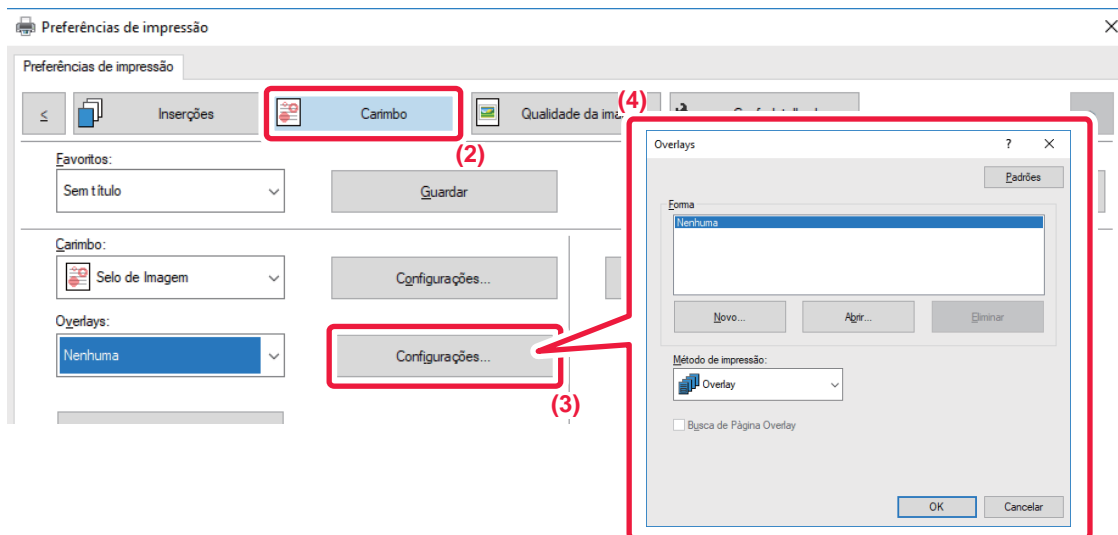 Preferências de impressão
Preferências de impressão
< Inserções Carimbo Qualidade da
(4)
(2)
Favoritos:
Sem título
Guardar
Carimbo:
Selo de Imagem
Configurações...
Overlays:
Nenhuma
Configurações...
(3)
Overlays ?
Padrões
Forma
Nenhuma
Novo... Abrir... Eliminar
Método de impressão:
Overlay
Busca de Página Overlay
OK Cancelar